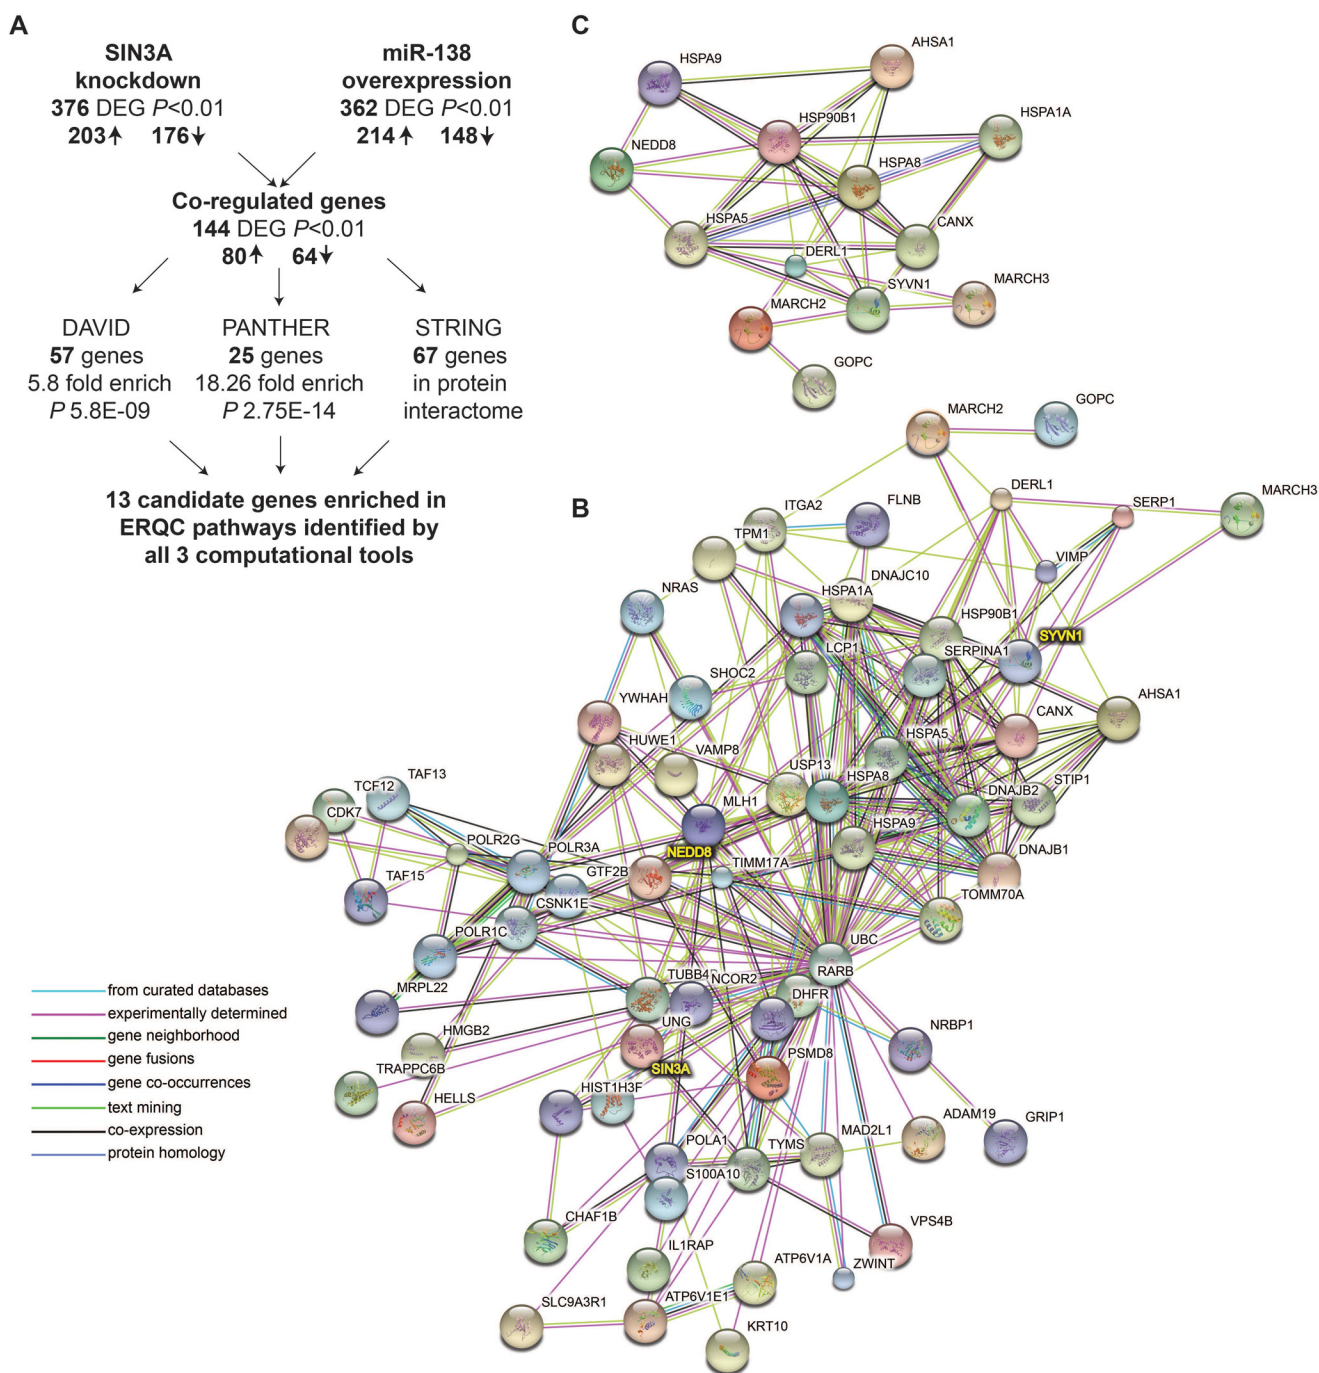 A
SIN3A
knockdown
376 DEG P<0.01
203↑ 176↓
miR-138
overexpression
362 DEG P<0.01
214↑ 148↓
Co-regulated genes
144 DEG P<0.01
80↑ 64↓
DAVID
57 genes
5.8 fold enrich
P 5.8E-09
PANTHER
25 genes
18.26 fold enrich
P 2.75E-14
STRING
67 genes
in protein
interactome
13 candidate genes enriched in
ERQC pathways identified by
all 3 computational tools
C
AHSA1
HSPA9
HSPA1A
HSP90B1
NEDD8
HSPA8
HSPA5
CANX
DERL1
MARCH3
SYVN1
MARCH2
GOPC
B
GOPC
MARCH2
DERL1
SERP1
MARCH3
ITGA2
FLNB
TPM1
VIMP
DNAJC10
NRAS
HSPA1A
HSP90B1
SYVN1
LCP1
SERPINA1
SHOC2
YWHAH
AHSA1
CANX
HUWE1
VAMP8
HSPA5
USP13
HSPA8
STIP1
TAF13
TCF12
CDK7
DNAJB2
MLH1
HSPA9
POLR2G
POLR3A
NEDD8
TIMM17A
DNAJB1
GTF2B
TAF15
CSNK1E
TOMM70A
POLR1C
UBC
RARB
TUBB4
NCOR2
MRPL22
DHFR
UNG
HMGB2
NRBP1
TRAPPC6B
SIN3A
PSMD8
HELLS
HIST1H3F
ADAM19
GRIP1
POLA1
TYMS
MAD2L1
S100A10
CHAF1B
VPS4B
IL1RAP
ATP6V1A
ZWINT
SLC9A3R1
ATP6V1E1
KRT10
from curated databases
experimentally determined
gene neighborhood
gene fusions
gene co-occurrences
text mining
co-expression
protein homology